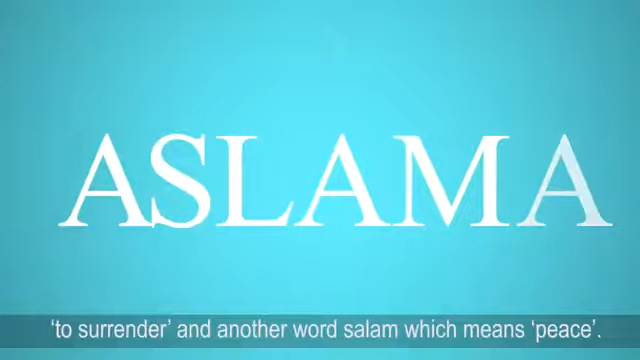 ASLAMA
‘to surrender’ and another word salam which means ‘peace’.